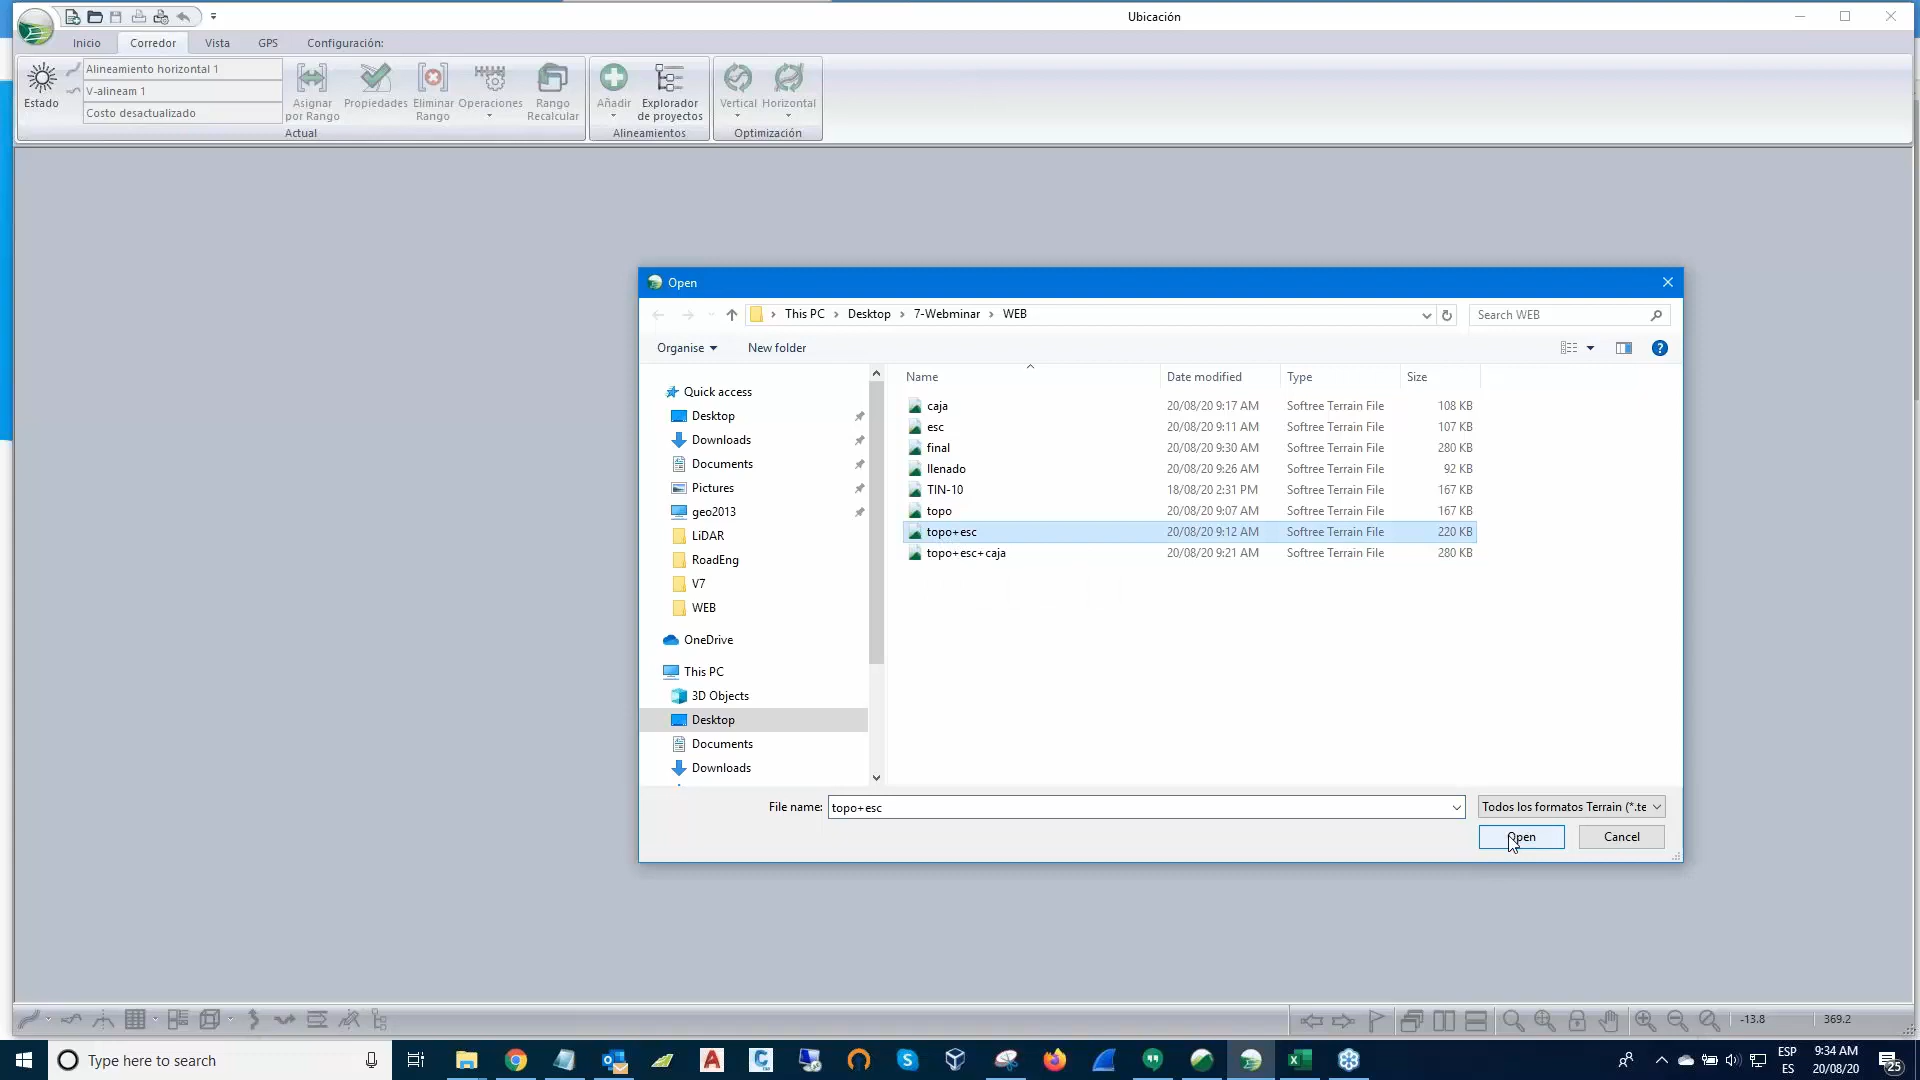 Ubicación
Inicio
Corredor
Vista
GPS
Configuración:
Estado
Alineamiento horizontal 1
V-alineam 1
Costo desactualizado
Asignar
por Rango
Propiedades
Eliminar
Rango
Operaciones
Rango
Recalcular
Actual
Añadir
Explorador
de proyectos
Alineamientos
Vertical
Horizontal
Optimización
Open
This PC
Desktop
7-Webminar
WEB
Search WEB
Organise
New folder
Quick access
Desktop
Downloads
Documents
Pictures
geo2013
LiDAR
RoadEng
V7
WEB
OneDrive
This PC
3D Objects
Desktop
Documents
Downloads
Name Date modified Type Size
caja 20/08/20 9:17 AM Softree Terrain File 108 KB
esc 20/08/20 9:11 AM Softree Terrain File 107 KB
final 20/08/20 9:30 AM Softree Terrain File 280 KB
llenado 20/08/20 9:26 AM Softree Terrain File 92 KB
TIN-10 18/08/20 2:31 PM Softree Terrain File 167 KB
topo 20/08/20 9:07 AM Softree Terrain File 167 KB
topo+esc 20/08/20 9:12 AM Softree Terrain File 220 KB
topo+esc+caja 20/08/20 9:21 AM Softree Terrain File 280 KB
File name: topo+esc
Todos los formatos Terrain (*.te
Open
Cancel
-13.8
369.2
Type here to search
ESP
ES
9:34 AM
20/08/20
25